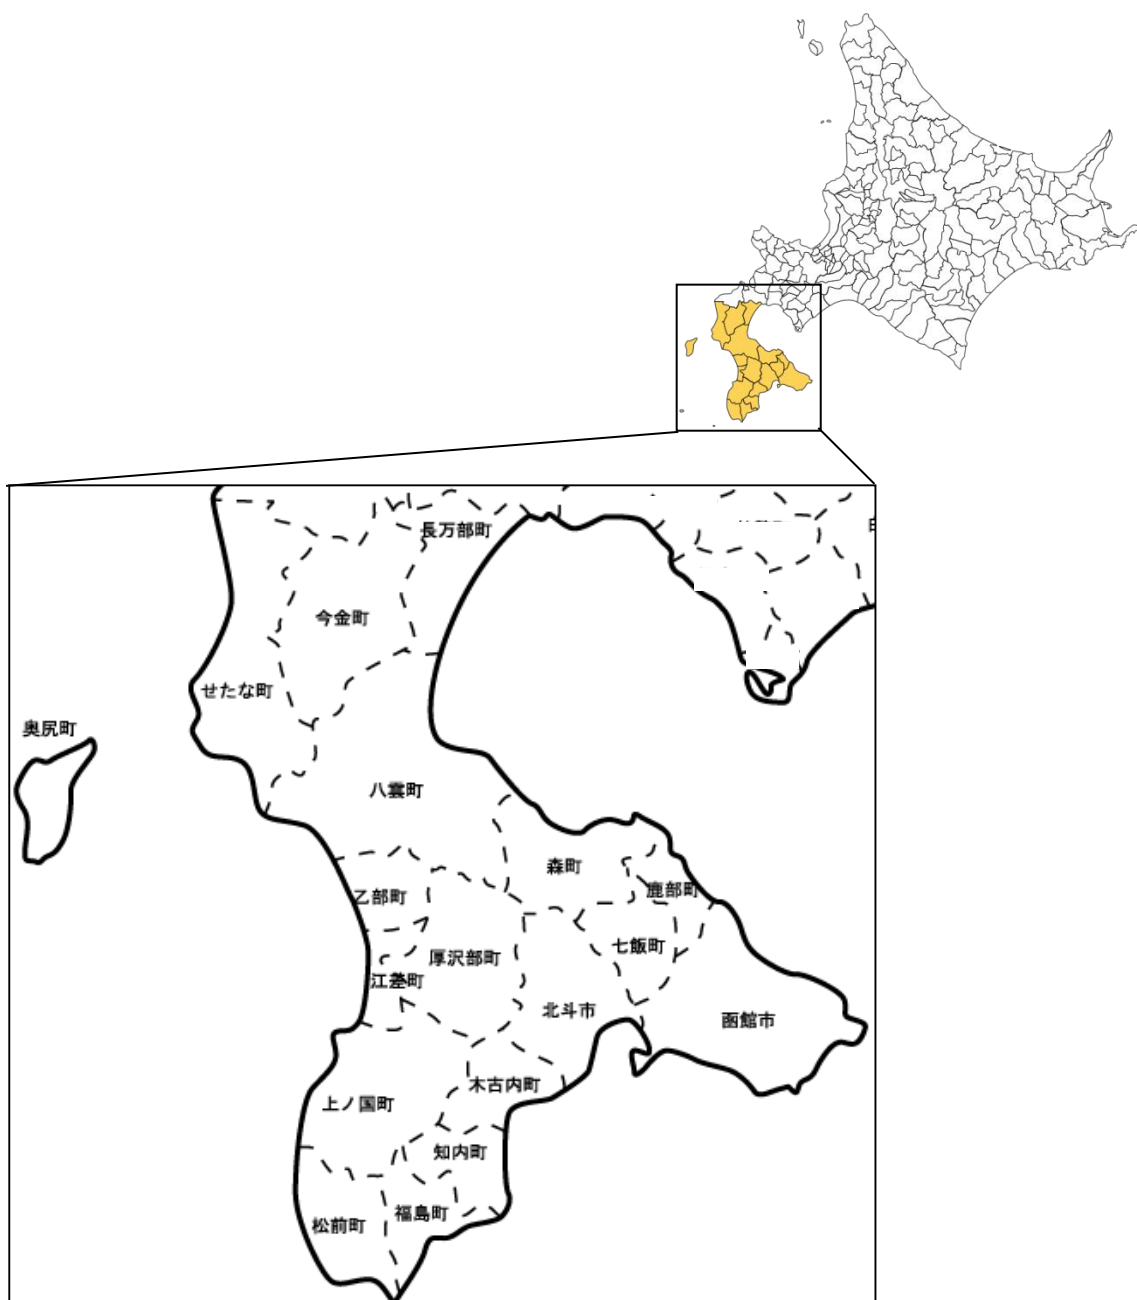 長万部町
今金町
せたな町
奥尻町
八雲町
森町
鹿部町
乙部町
七飯町
厚沢部町
江差町
北斗市
函館市
木古内町
上ノ国町
知内町
福島町
松前町